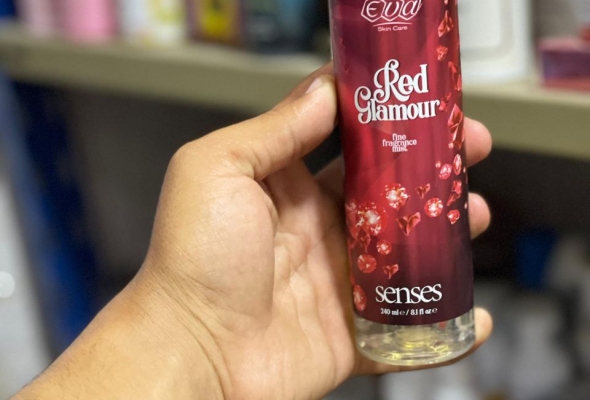 Eva
Skin Care
Red
Glamour
fine
fragrance
mist
senses
240 ml e / 8.1 fl oz e